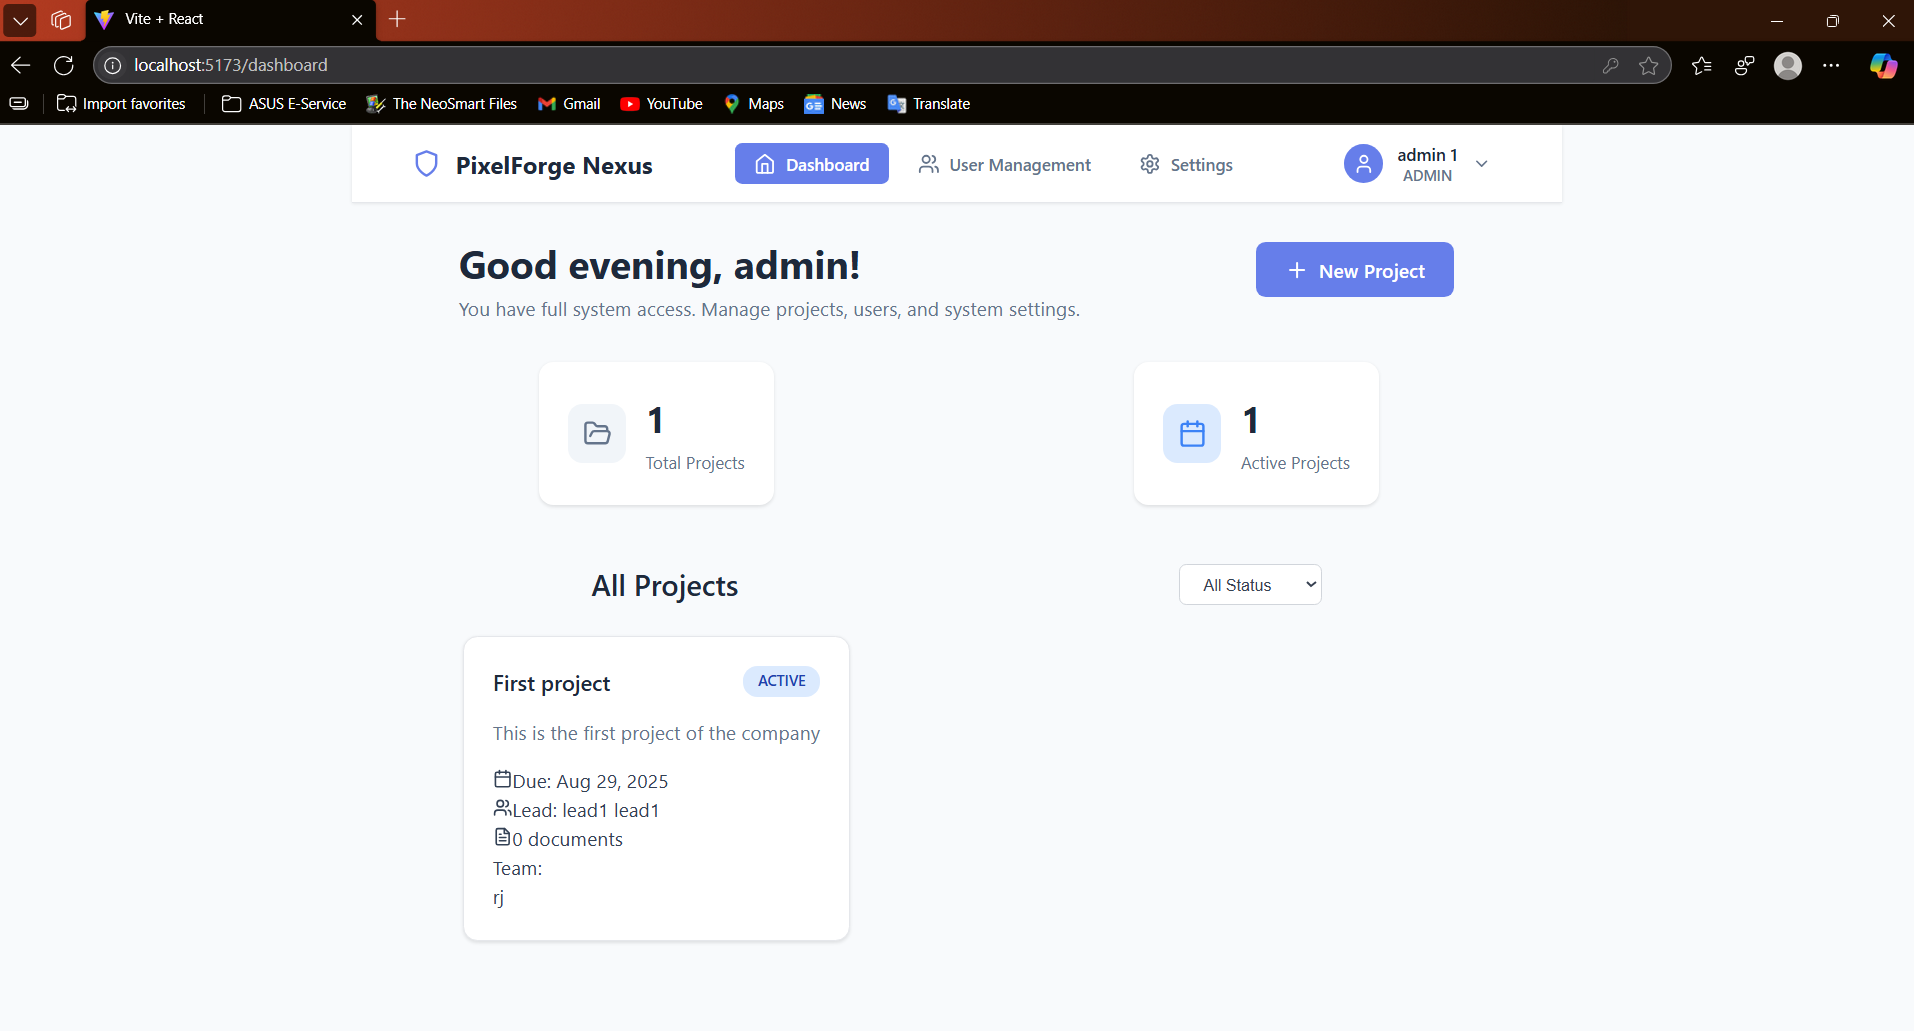 Vite + React
localhost:5173/dashboard
Import favorites
ASUS E-Service
The NeoSmart Files
Gmail
YouTube
Maps
News
Translate
PixelForge Nexus
Dashboard
User Management
Settings
admin 1
ADMIN
Good evening, admin!
New Project
You have full system access. Manage projects, users, and system settings.
1
Total Projects
1
Active Projects
All Projects
All Status
First project
ACTIVE
This is the first project of the company
Due: Aug 29, 2025
Lead: lead1 lead1
0 documents
Team:
rj